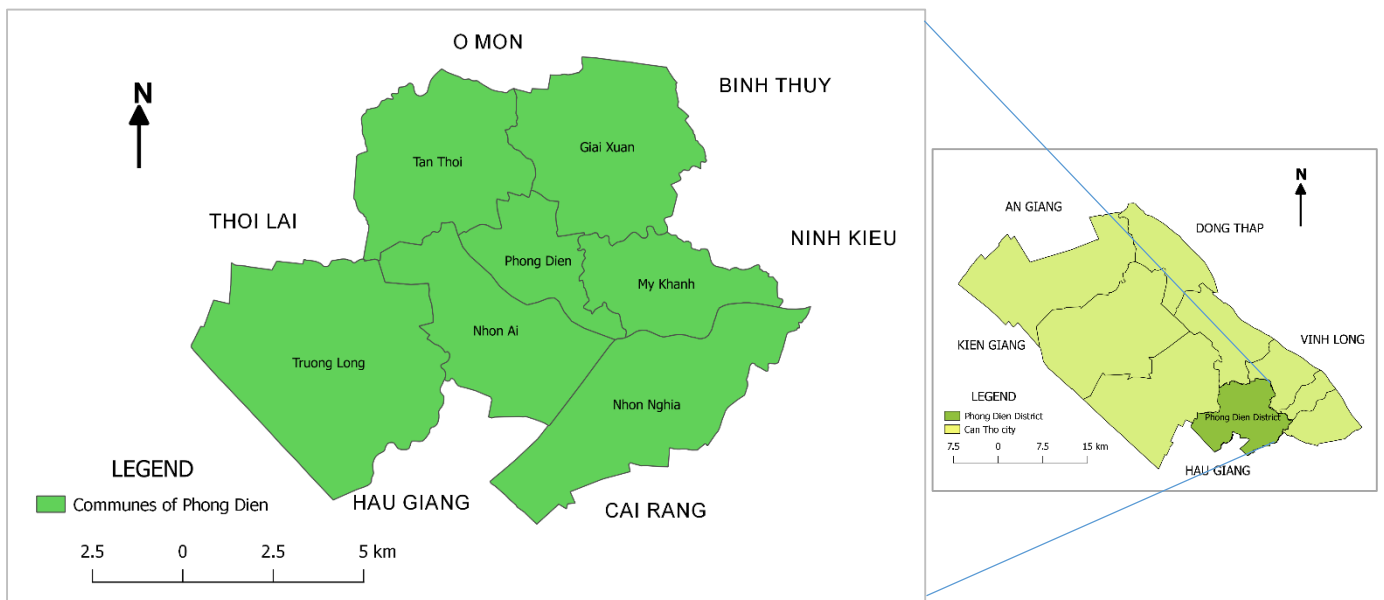 O MON
BINH THUY
N
Giai Xuan
Tan Thoi
THOI LAI
NINH KIEU
Phong Dien
My Khanh
Nhon Ai
Truong Long
Nhon Nghia
LEGEND
Communes of Phong Dien
HAU GIANG
CAI RANG
2.5 0 2.5 5 km
N
AN GIANG
DONG THAP
KIEN GIANG
VINH LONG
LEGEND
Phong Dien District
Can Tho city
Phong Dien District
7.5 0 7.5 15 km
HAU GIANG